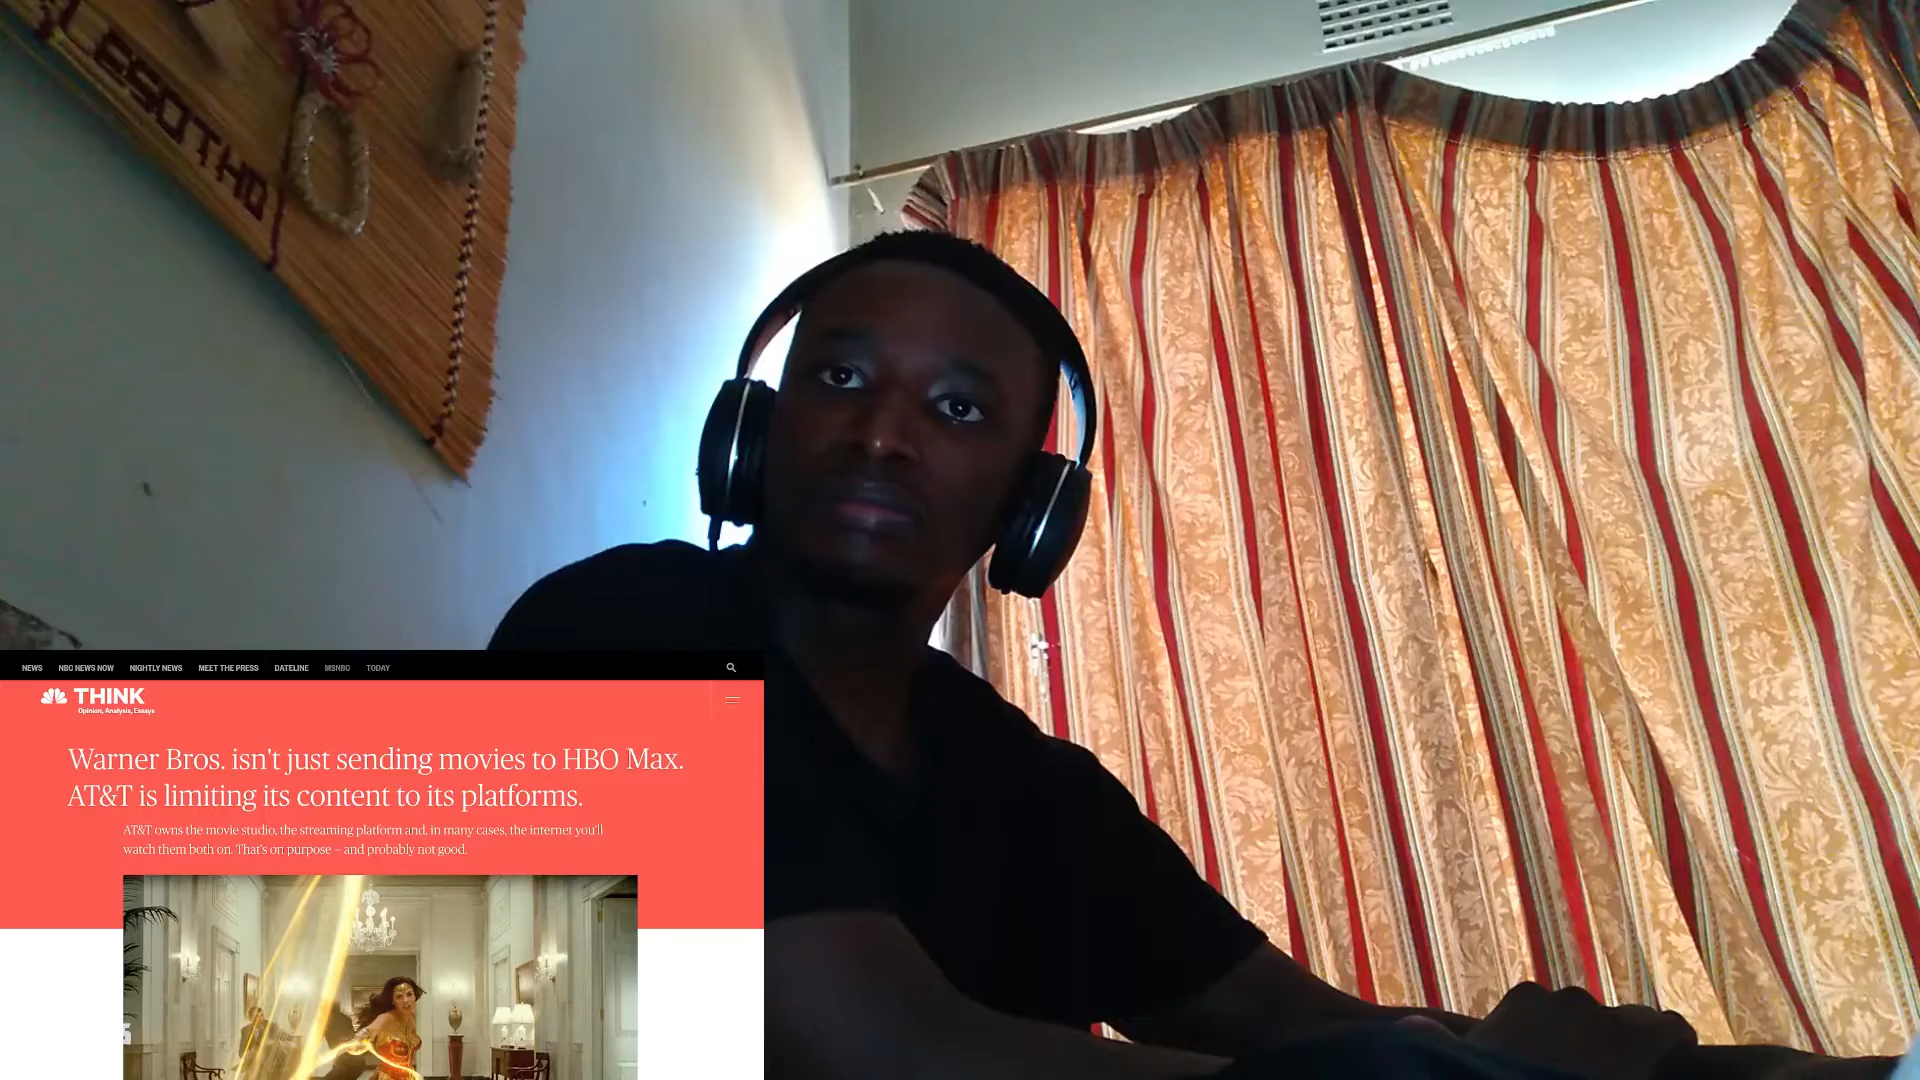 LESOTHO
NEWS NBC NEWS NOW NIGHTLY NEWS MEET THE PRESS DATELINE MSNBC TODAY
THINK
Opinion, Analysis, Essays
Warner Bros. isn't just sending movies to HBO Max.
AT&T is limiting its content to its platforms.
AT&T owns the movie studio, the streaming platform and, in many cases, the internet you'll
watch them both on. That's on purpose – and probably not good.